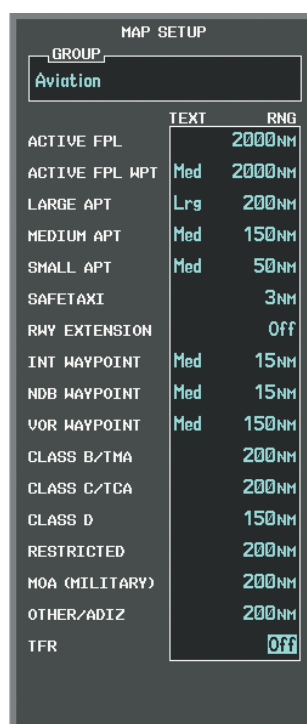 MAP SETUP
GROUP
Aviation
TEXT RNG
ACTIVE FPL 2000NM
ACTIVE FPL WPT Med 2000NM
LARGE APT Lrg 200NM
MEDIUM APT Med 150NM
SMALL APT Med 50NM
SAFETAXI 3NM
RWY EXTENSION Off
INT WAYPOINT Med 15NM
NDB WAYPOINT Med 15NM
VOR WAYPOINT Med 150NM
CLASS B/TMA 200NM
CLASS C/TCA 200NM
CLASS D 150NM
RESTRICTED 200NM
MOA (MILITARY) 200NM
OTHER/ADIZ 200NM
TFR Off